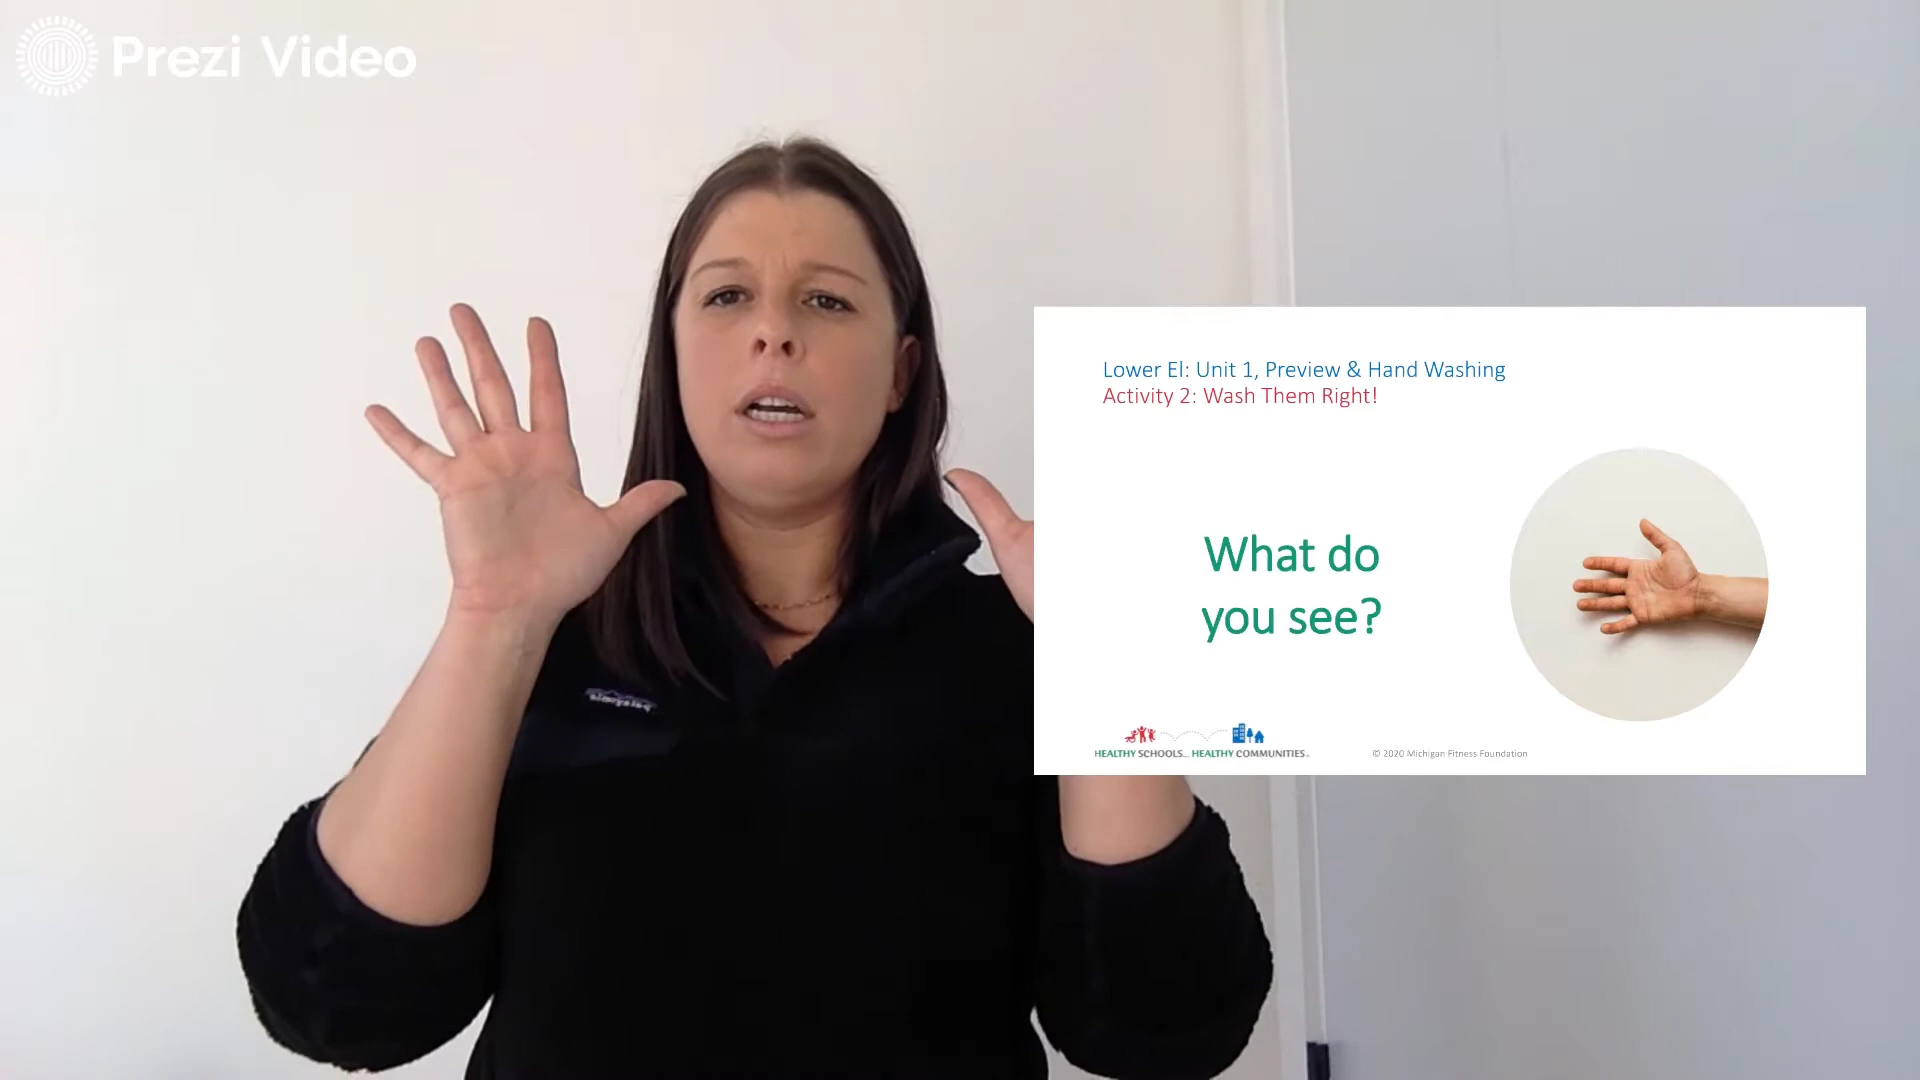 Prezi Video
Lower El: Unit 1, Preview & Hand Washing
Activity 2: Wash Them Right!
What do
you see?
HEALTHY SCHOOLS... HEALTHY COMMUNITIES
© 2020 Michigan Fitness Foundation